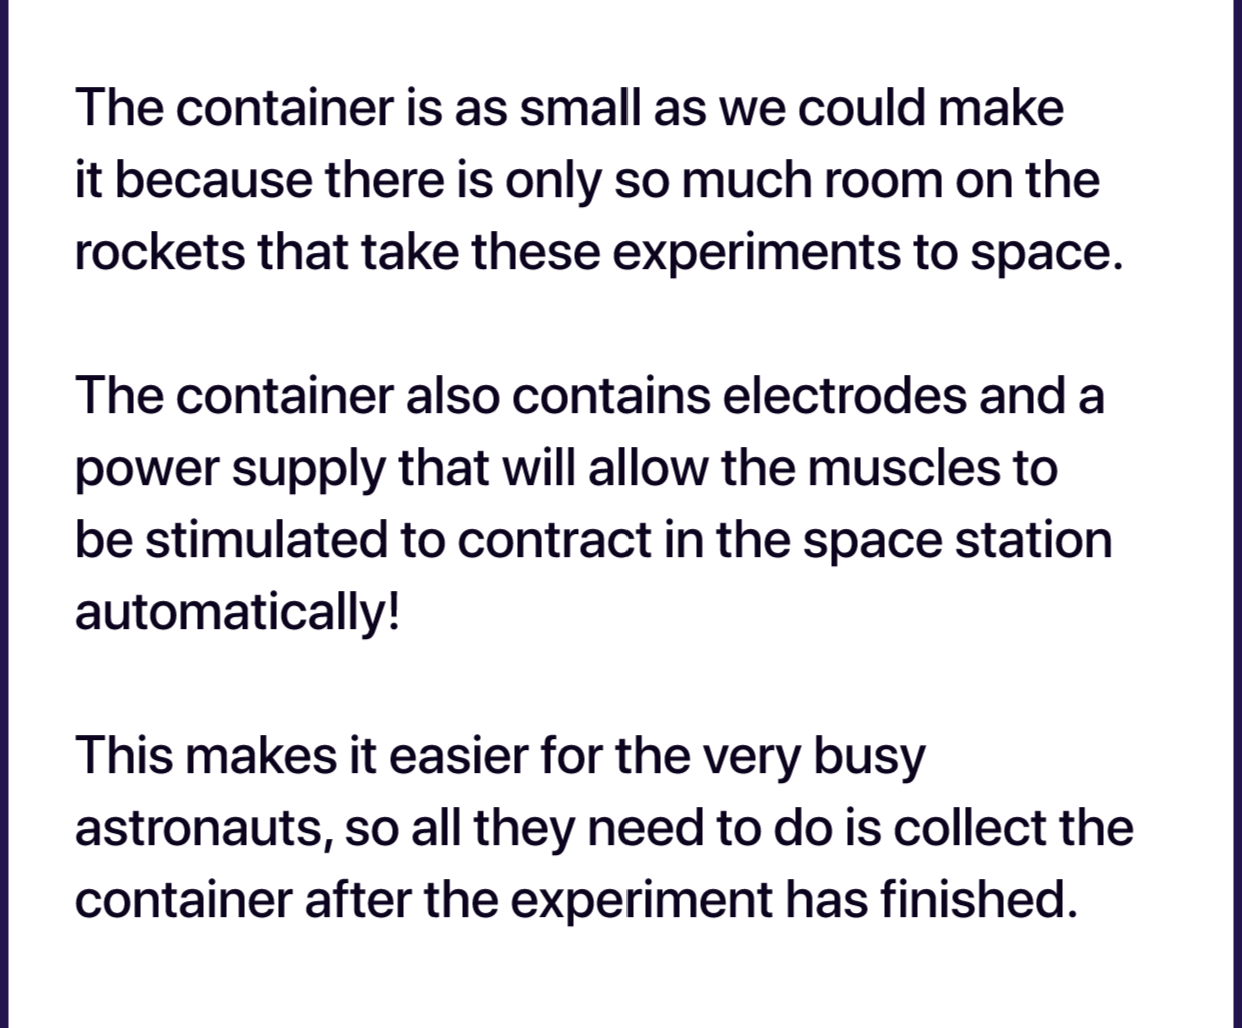 The container is as small as we could make
it because there is only so much room on the
rockets that take these experiments to space.
The container also contains electrodes and a
power supply that will allow the muscles to
be stimulated to contract in the space station
automatically!
This makes it easier for the very busy
astronauts, so all they need to do is collect the
container after the experiment has finished.